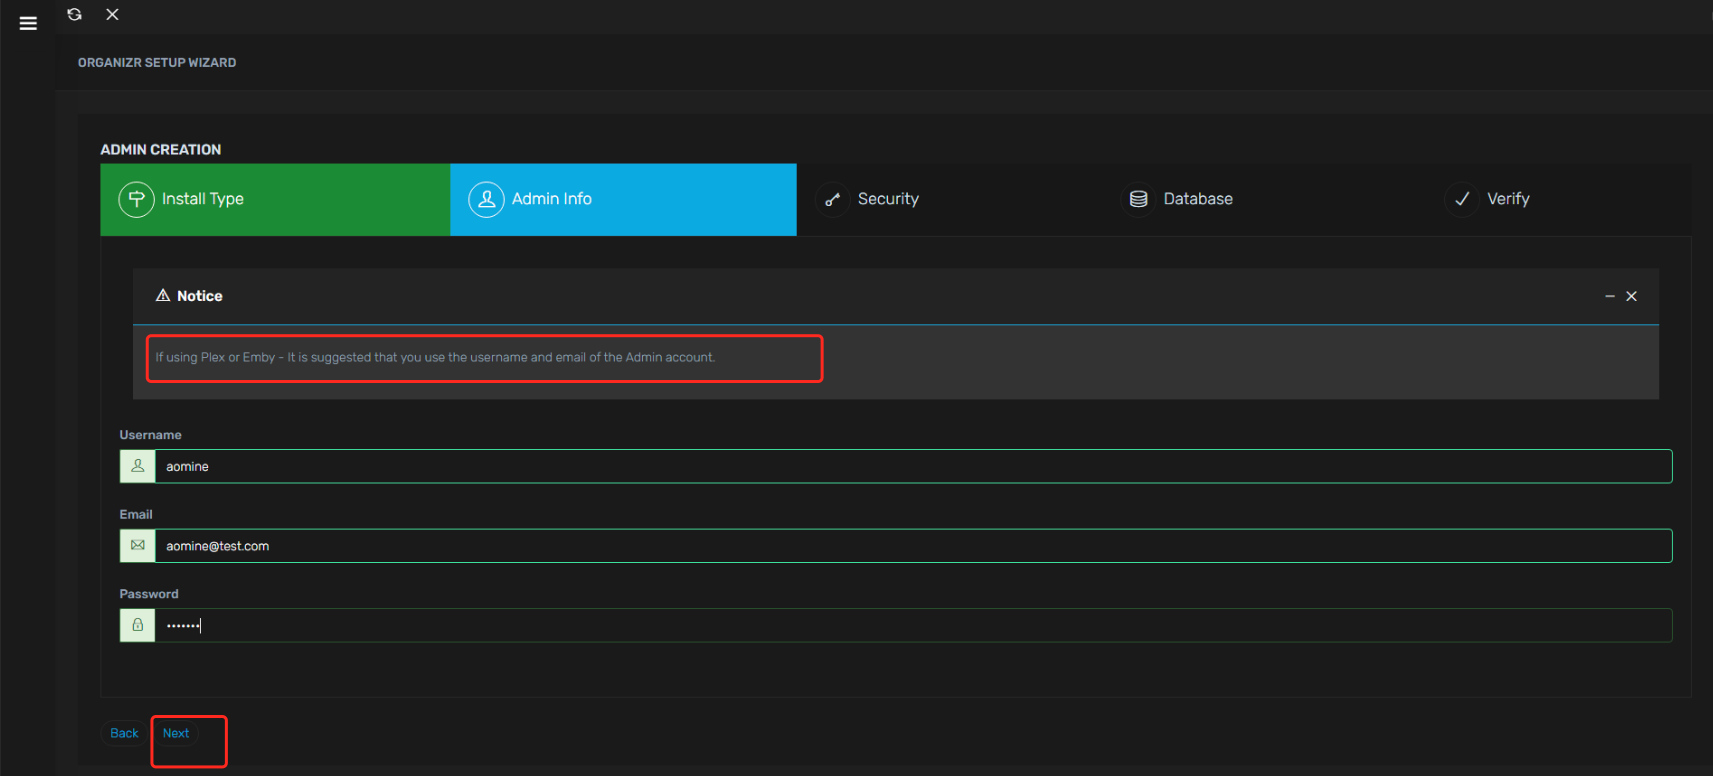 ORGANIZR SETUP WIZARD
ADMIN CREATION
Install Type
Admin Info
Security
Database
Verify
Notice
If using Plex or Emby - It is suggested that you use the username and email of the Admin account.
Username
aomine
Email
aomine@test.com
Password
•••••••
Back
Next